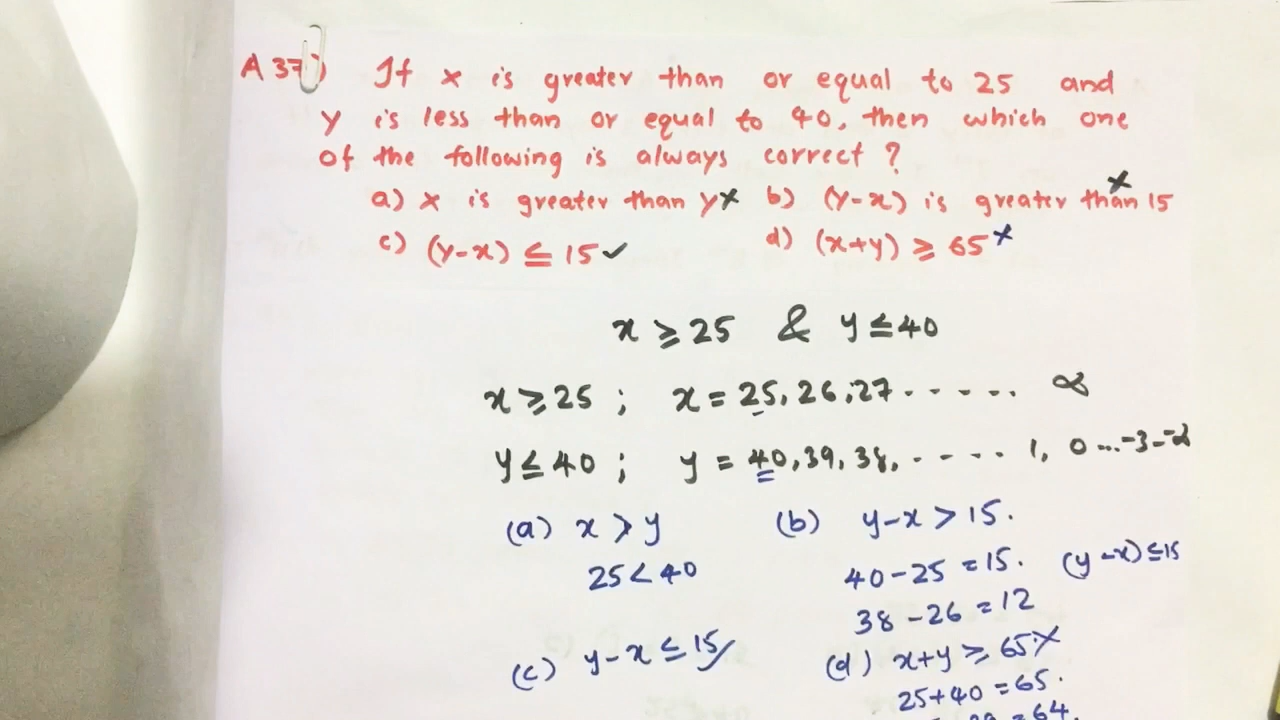 A 37) If x is greater than or equal to 25 and
y is less than or equal to 40, then which one
of the following is always correct ?
a) x is greater than y × b) (y-x) is greater than 15 ×
c) (y-x) ≤ 15 ✓ d) (x+y) ≥ 65 ×
x ≥ 25 & y ≤ 40
x ≥ 25 ; x = 25, 26, 27 ...... ∝
y ≤ 40 ; y = 40, 39, 38, ..... 1, 0 ... -3 - -∝
(a) x > y (b) y-x > 15.
25 < 40 40-25 = 15. (y-x) ≤ 15
38-26 = 12
(c) y-x ≤ 15 (d) x+y ≥ 65 ×
25+40 = 65.
= 64.